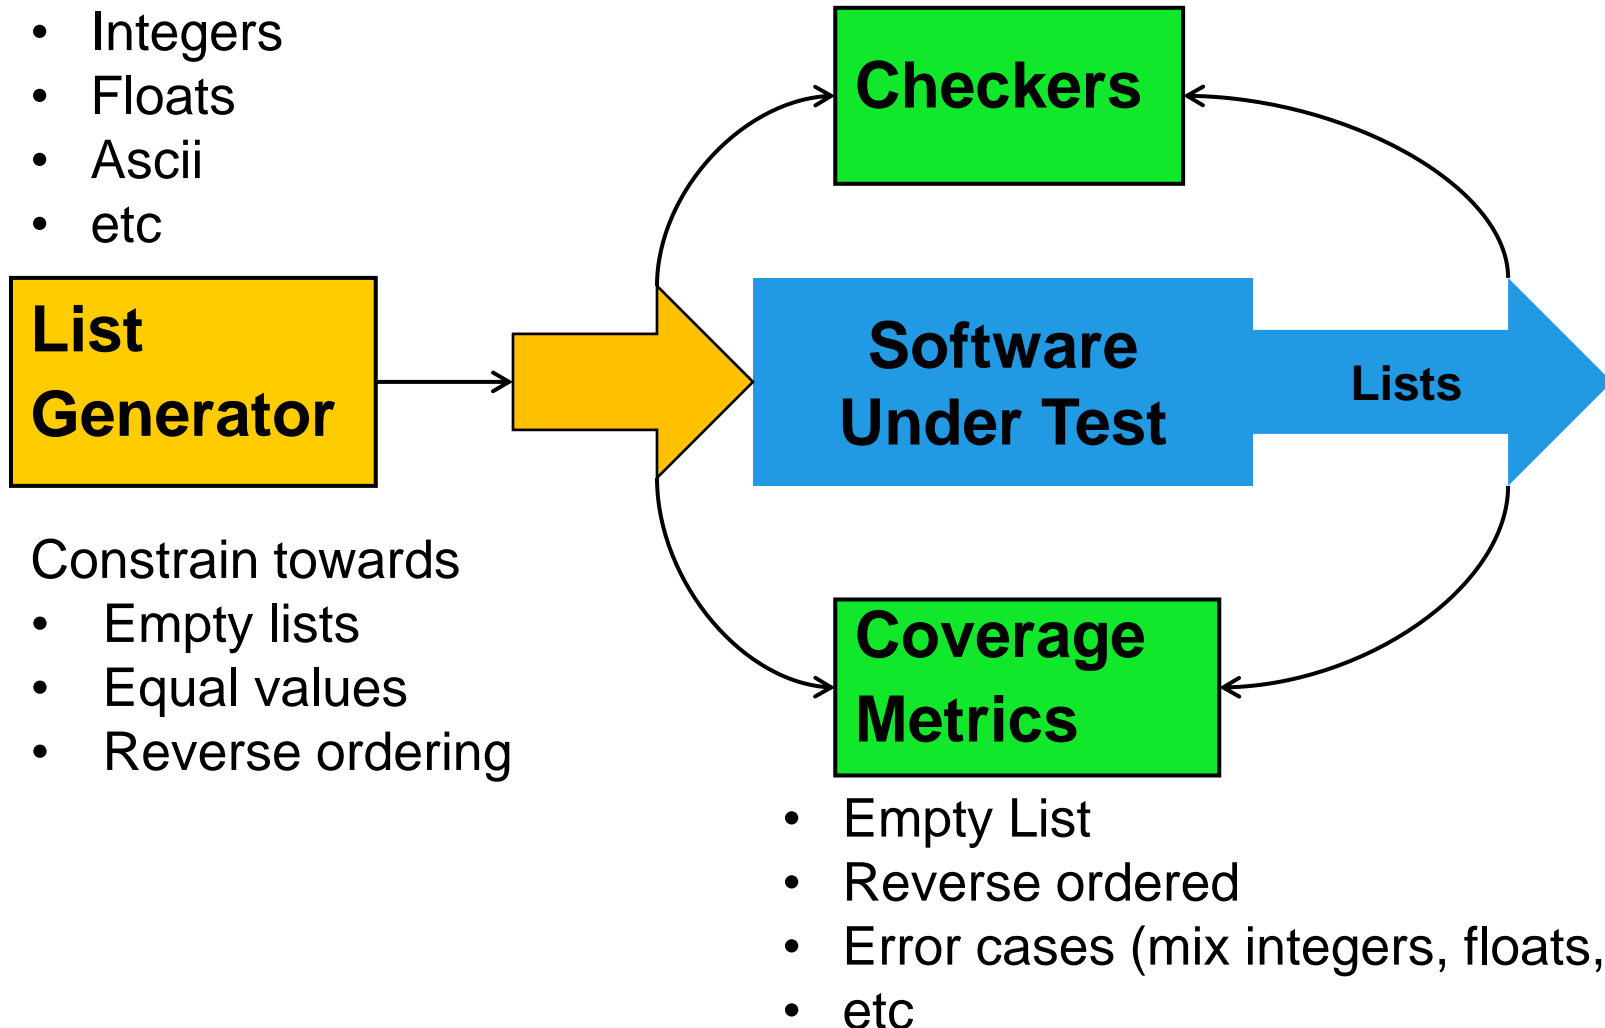 • Integers
• Floats
• Ascii
• etc
List
Generator
Constrain towards
• Empty lists
• Equal values
• Reverse ordering
Checkers
Software
Under Test
Lists
Coverage
Metrics
• Empty List
• Reverse ordered
• Error cases (mix integers, floats,
• etc